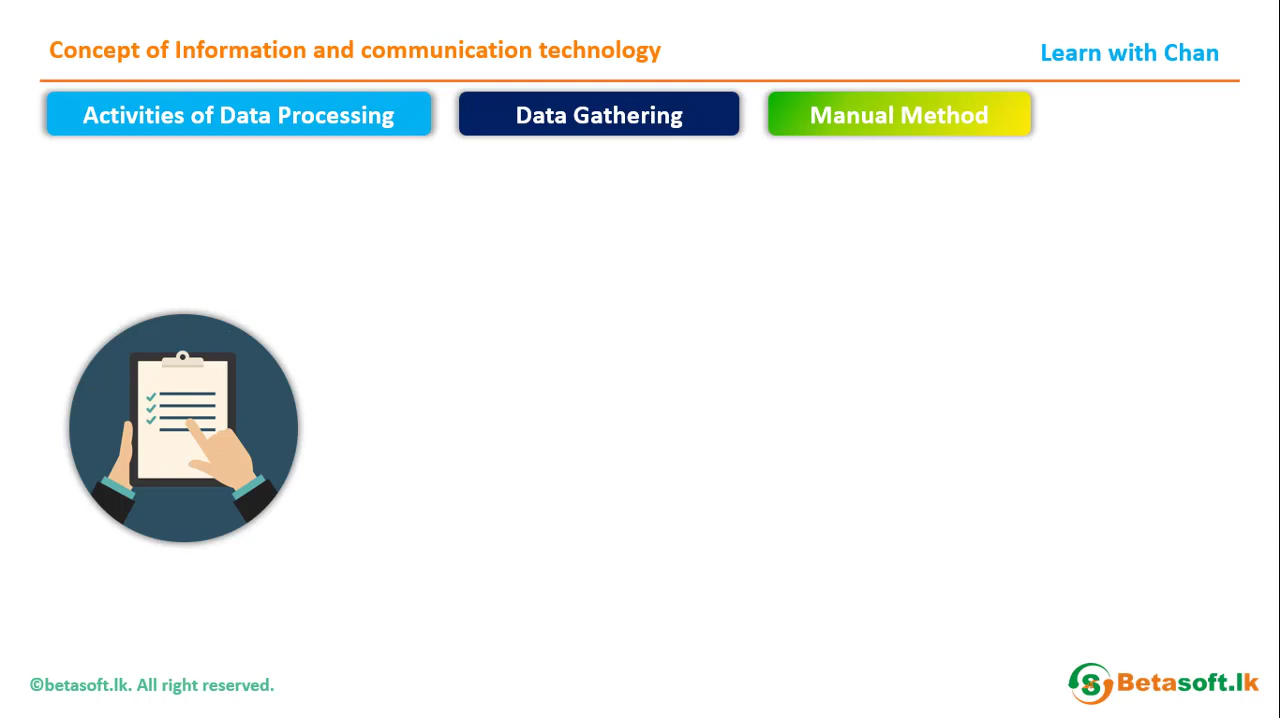 Concept of Information and communication technology
Learn with Chan
Activities of Data Processing
Data Gathering
Manual Method
©betasoft.lk. All right reserved.
Betasoft.lk